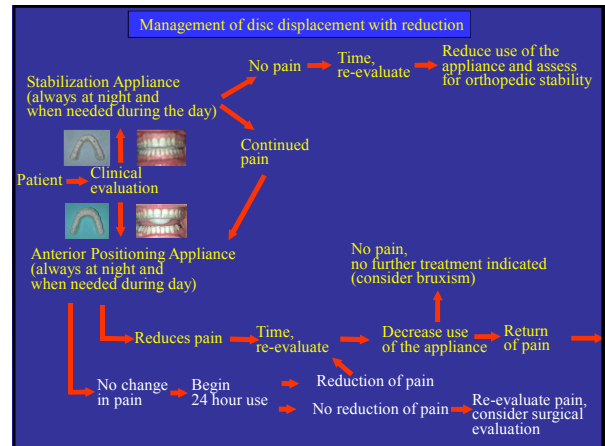 Management of disc displacement with reduction
Stabilization Appliance
(always at night and
when needed during the day)
No pain
Time,
re-evaluate
Reduce use of the
appliance and assess
for orthopedic stability
Continued
pain
Patient
Clinical
evaluation
Anterior Positioning Appliance
(always at night and
when needed during day)
No pain,
no further treatment indicated
(consider bruxism)
Reduces pain
Time,
re-evaluate
Decrease use
of the appliance
Return
of pain
No change
in pain
Begin
24 hour use
Reduction of pain
No reduction of pain
Re-evaluate pain,
consider surgical
evaluation